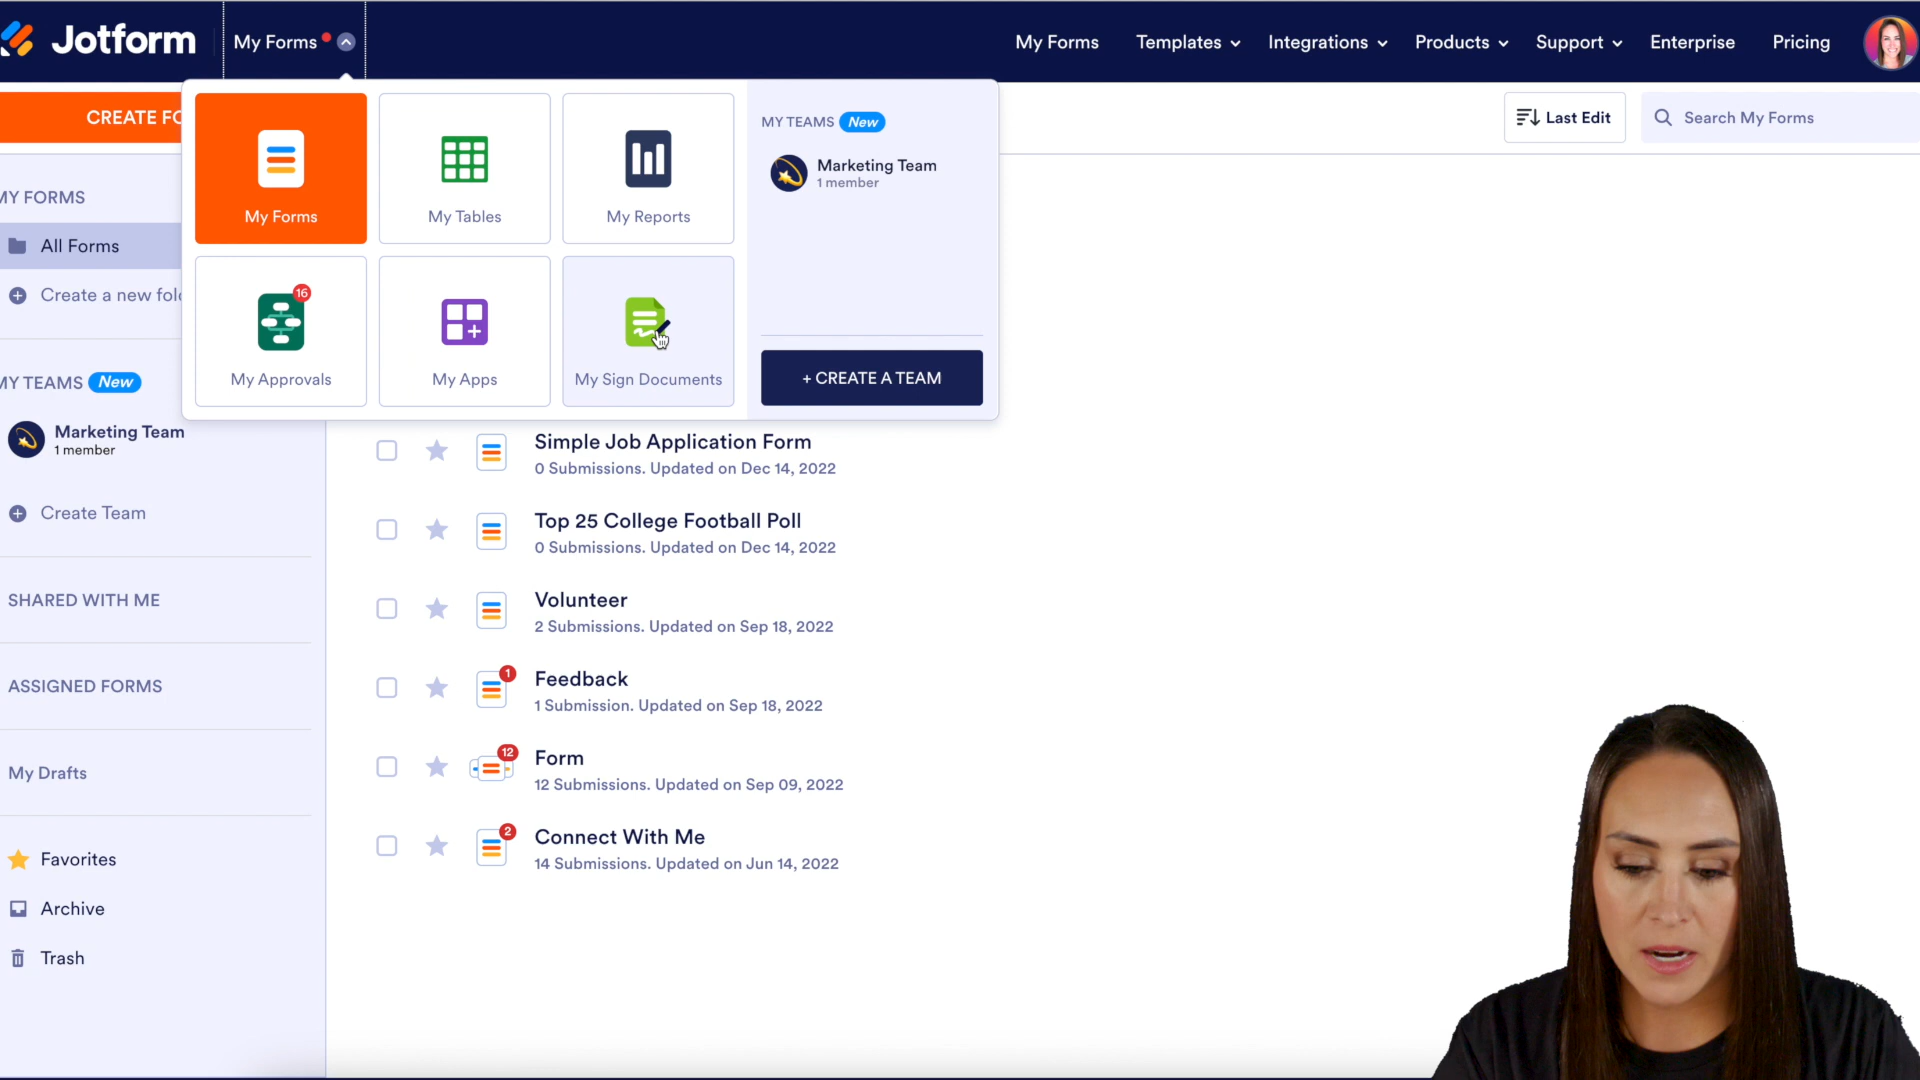 Jotform
My Forms
My Forms
Templates
Integrations
Products
Support
Enterprise
Pricing
CREATE FO
Last Edit
Search My Forms
My Forms
My Tables
My Reports
My Approvals
16
My Apps
My Sign Documents
MY TEAMS New
Marketing Team
1 member
+ CREATE A TEAM
MY FORMS
All Forms
Create a new fol
MY TEAMS New
Marketing Team
1 member
Create Team
SHARED WITH ME
ASSIGNED FORMS
My Drafts
Favorites
Archive
Trash
Simple Job Application Form
0 Submissions. Updated on Dec 14, 2022
Top 25 College Football Poll
0 Submissions. Updated on Dec 14, 2022
Volunteer
2 Submissions. Updated on Sep 18, 2022
1
Feedback
1 Submission. Updated on Sep 18, 2022
12
Form
12 Submissions. Updated on Sep 09, 2022
2
Connect With Me
14 Submissions. Updated on Jun 14, 2022